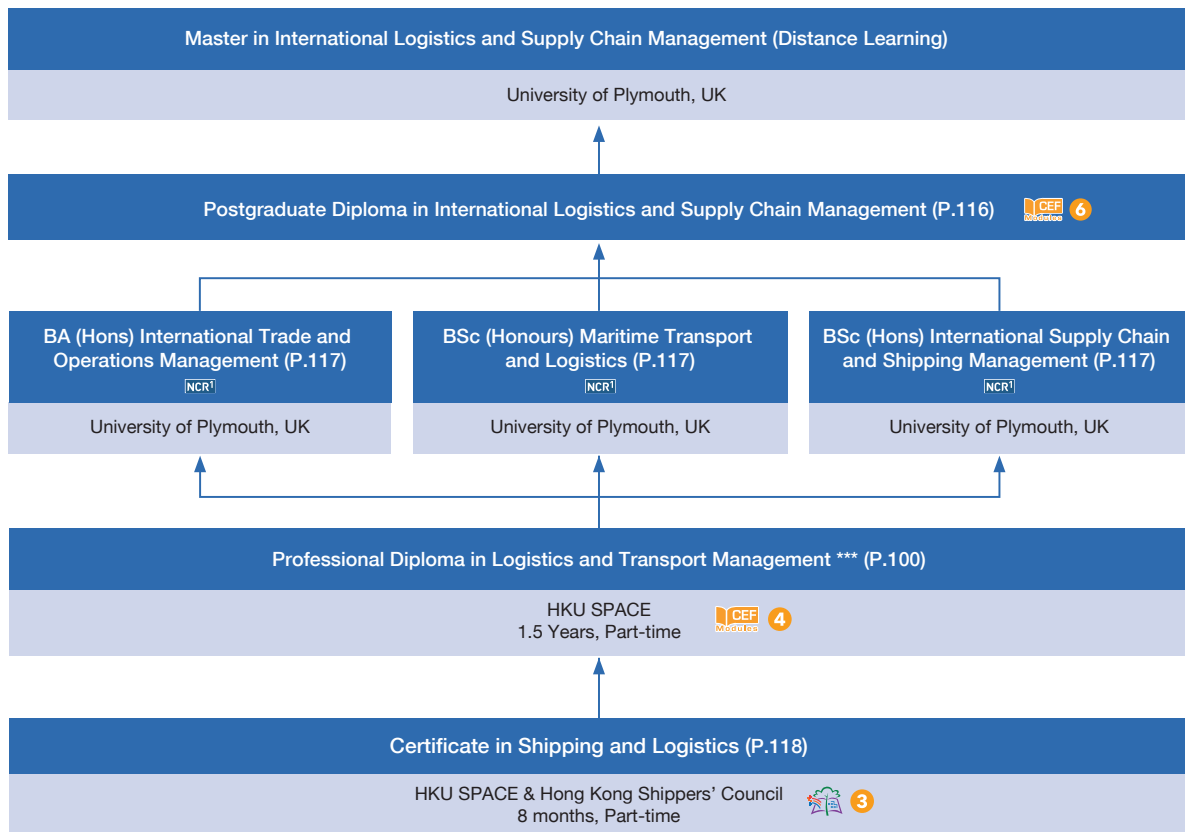 Master in International Logistics and Supply Chain Management (Distance Learning)
University of Plymouth, UK
Postgraduate Diploma in International Logistics and Supply Chain Management (P.116)
CEF
Modules
6
BA (Hons) International Trade and
Operations Management (P.117)
NCR1
University of Plymouth, UK
BSc (Honours) Maritime Transport
and Logistics (P.117)
NCR1
University of Plymouth, UK
BSc (Hons) International Supply Chain
and Shipping Management (P.117)
NCR1
University of Plymouth, UK
Professional Diploma in Logistics and Transport Management *** (P.100)
HKU SPACE
1.5 Years, Part-time
CEF
Modules
4
Certificate in Shipping and Logistics (P.118)
HKU SPACE & Hong Kong Shippers’ Council
8 months, Part-time
3